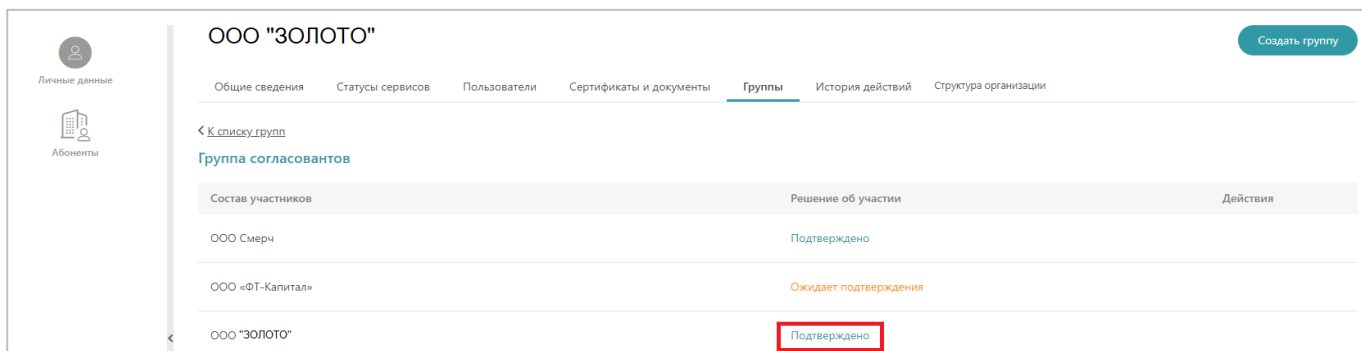 ООО "ЗОЛОТО"
Создать группу
Личные данные
Общие сведения Статусы сервисов Пользователи Сертификаты и документы Группы История действий Структура организации
Абоненты
К списку групп
Группа согласовантов
Состав участников Решение об участии Действия
ООО Смерч Подтверждено
ООО «ФТ-Капитал» Ожидает подтверждения
ООО "ЗОЛОТО" Подтверждено